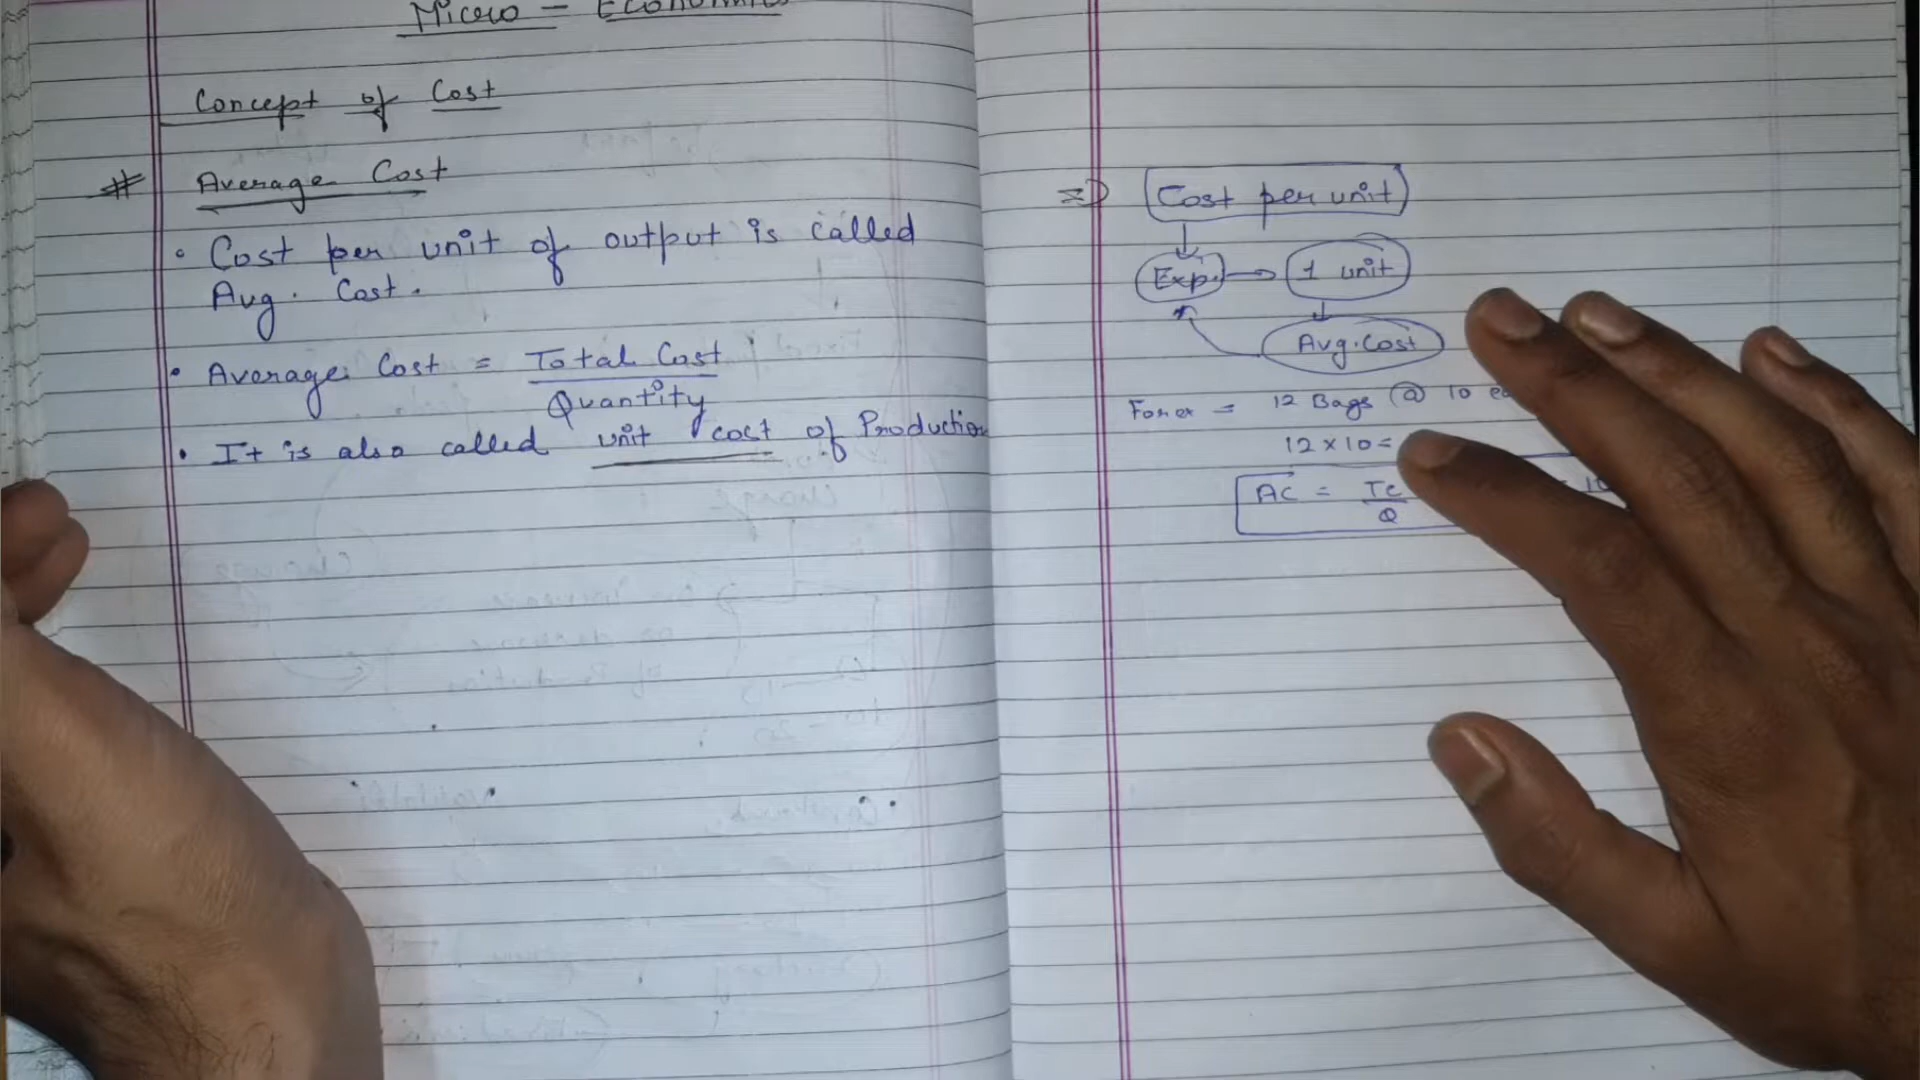 Micro - Economics
Concept of Cost
# Average Cost
• Cost per unit of output is called
Avg. Cost.
• Average Cost = Total Cost
Quantity
• It is also called unit cost of Production
=> Cost per unit
Exp. → 1 unit
Avg. Cost
For ex = 12 Bags @ 10
12 x 10 =
AC = TC = 10
Q